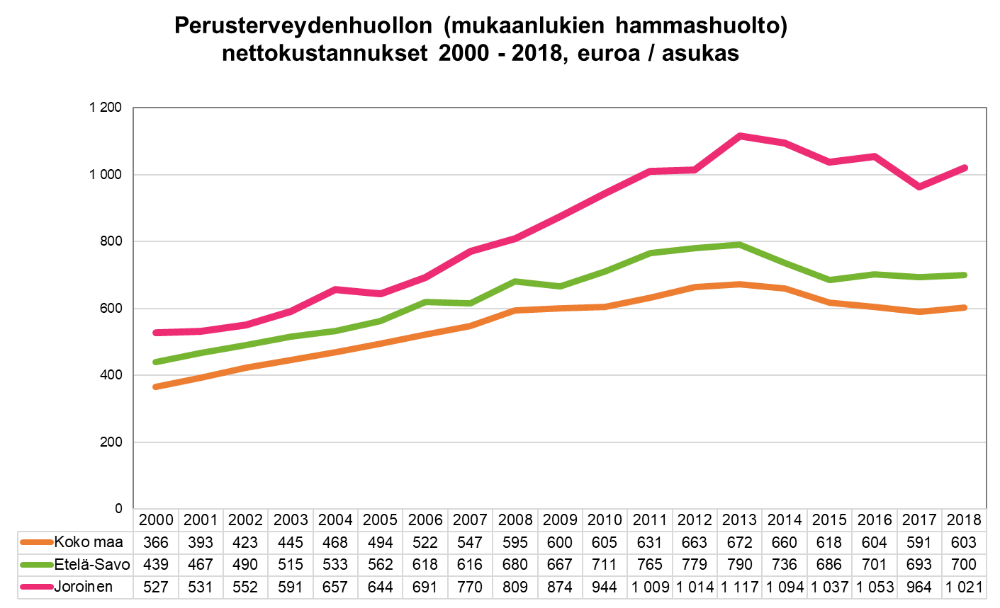 Perusterveydenhuollon (mukaanlukien hammashuolto)
nettokustannukset 2000 - 2018, euroa / asukas
1 200
1 000
800
600
400
200
0
2000 2001 2002 2003 2004 2005 2006 2007 2008 2009 2010 2011 2012 2013 2014 2015 2016 2017 2018
Koko maa 366 393 423 445 468 494 522 547 595 600 605 631 663 672 660 618 604 591 603
Etelä-Savo 439 467 490 515 533 562 618 616 680 667 711 765 779 790 736 686 701 693 700
Joroinen 527 531 552 591 657 644 691 770 809 874 944 1 009 1 014 1 117 1 094 1 037 1 053 964 1 021